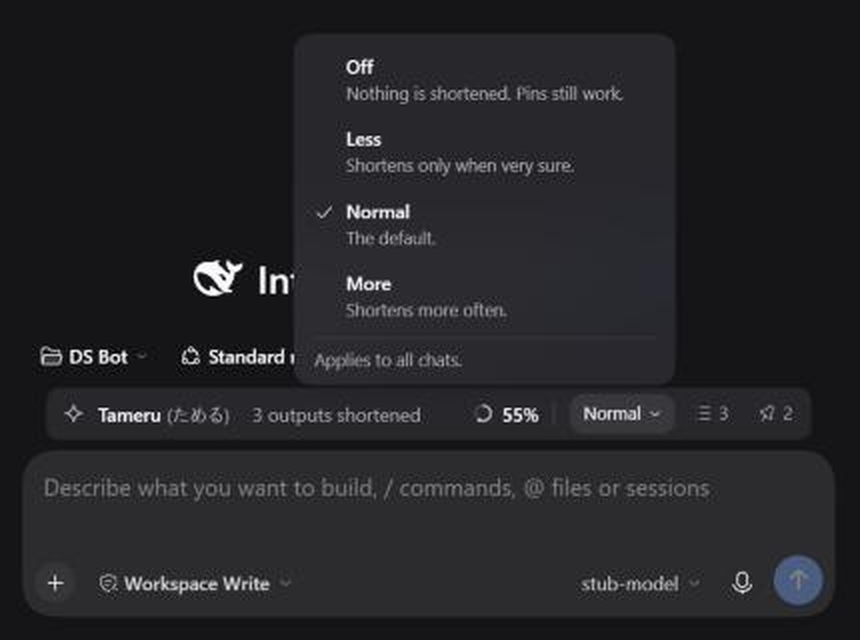 Off
Nothing is shortened. Pins still work.
Less
Shortens only when very sure.
Normal
The default.
More
Shortens more often.
Applies to all chats.
DS Bot Standard
Tameru (ためる) 3 outputs shortened 55% Normal 3 2
Describe what you want to build, / commands, @ files or sessions
Workspace Write stub-model